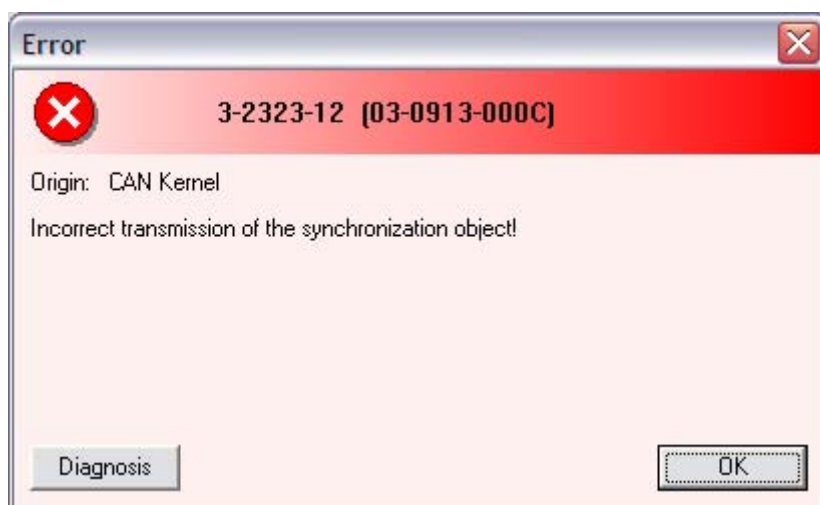 Error
3-2323-12 (03-0913-000C)
Origin: CAN Kernel
Incorrect transmission of the synchronization object!
Diagnosis
OK